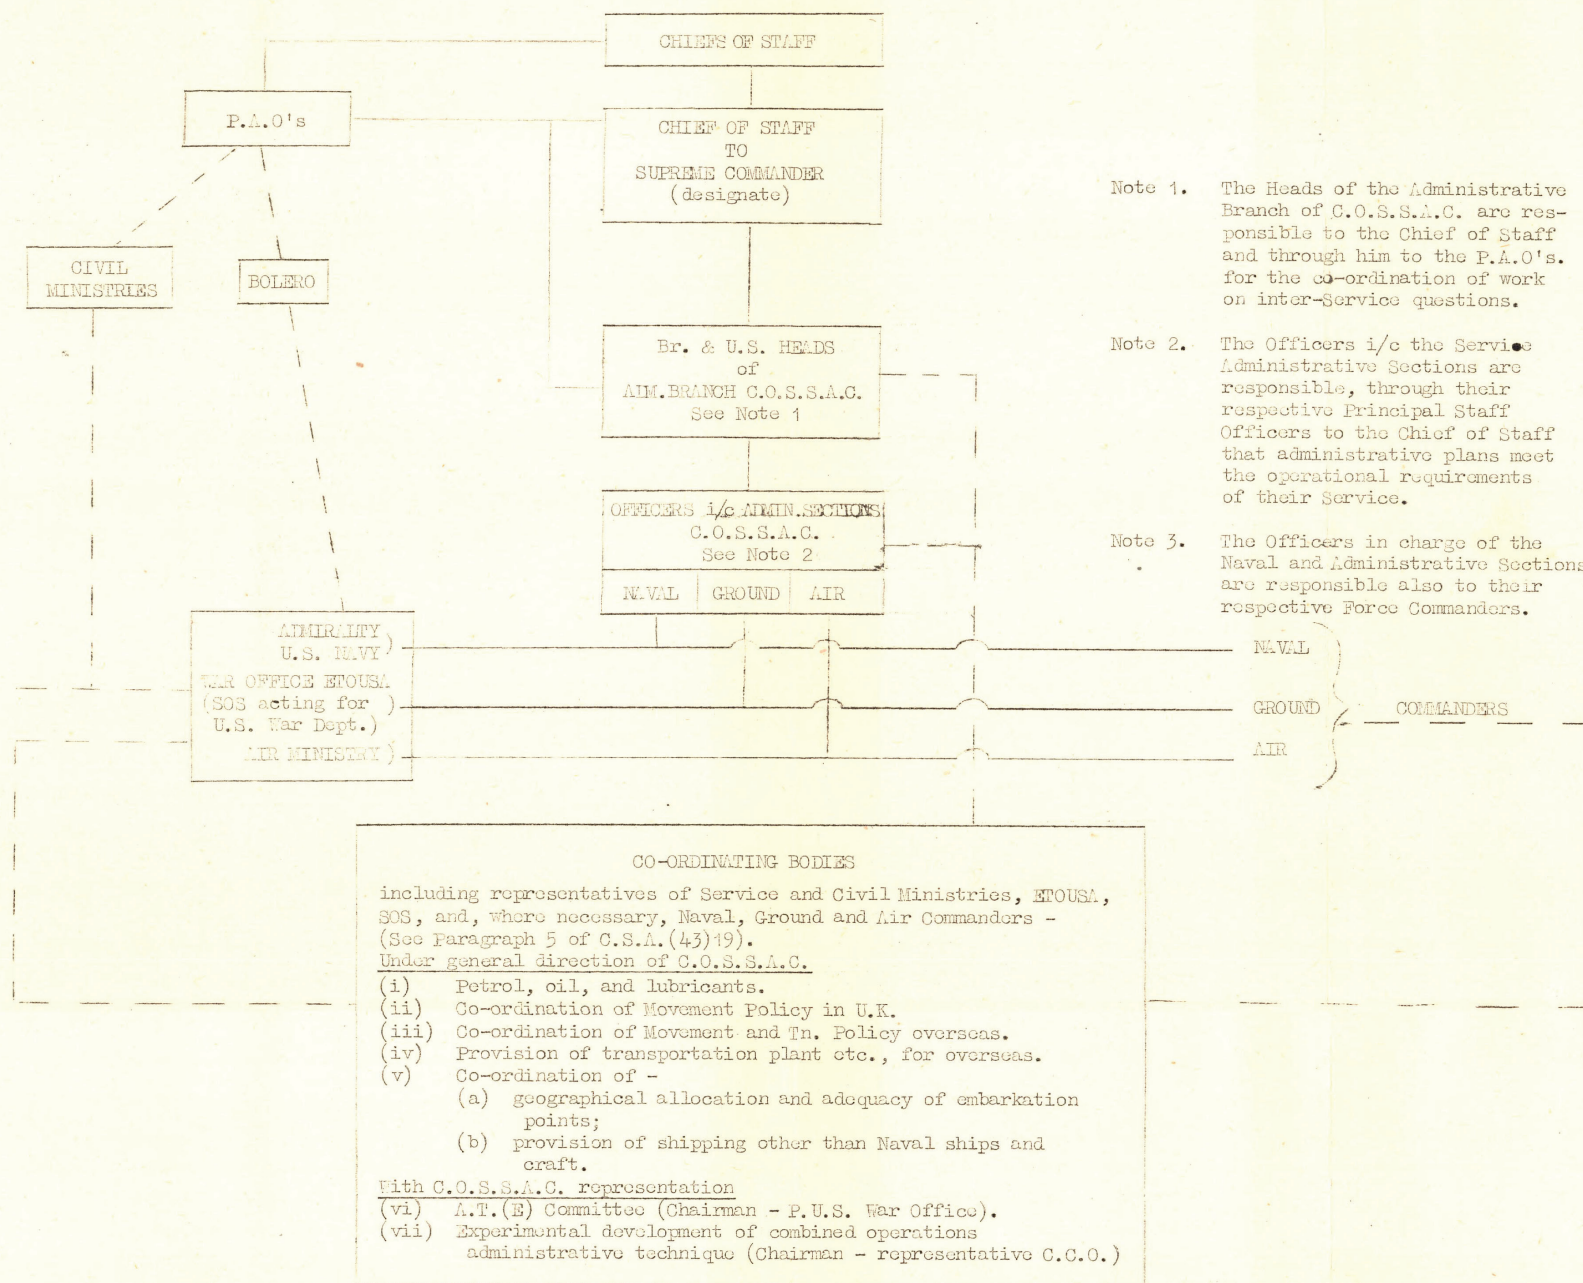 CHIEFS OF STAFF
P.A.O's
CHIEF OF STAFF
TO
SUPREME COMMANDER
(designate)
CIVIL
MINISTRIES
BOLERO
Br. & U.S. HEADS
of
ADM.BRANCH C.O.S.S.A.C.
See Note 1
OFFICERS i/c ADMIN.SECTIONS
C.O.S.S.A.C.
See Note 2
NAVAL GROUND AIR
Note 1. The Heads of the Administrative
Branch of C.O.S.S.A.C. are res-
ponsible to the Chief of Staff
and through him to the P.A.O's.
for the co-ordination of work
on inter-Service questions.
Note 2. The Officers i/c the Service
Administrative Sections are
responsible, through their
respective Principal Staff
Officers to the Chief of Staff
that administrative plans meet
the operational requirements
of their Service.
Note 3. The Officers in charge of the
Naval and Administrative Sections
are responsible also to their
respective Force Commanders.
ADMIRALTY )
U.S. NAVY )
WAR OFFICE ETOUSA
(SOS acting for )
U.S. War Dept.)
AIR MINISTRY )
NAVAL )
GROUND ) COMMANDERS
AIR )
CO-ORDINATING BODIES
including representatives of Service and Civil Ministries, ETOUSA,
SOS, and, where necessary, Naval, Ground and Air Commanders -
(See Paragraph 5 of C.S.A.(43)19).
Under general direction of C.O.S.S.A.C.
(i) Petrol, oil, and lubricants.
(ii) Co-ordination of Movement Policy in U.K.
(iii) Co-ordination of Movement and Tn. Policy overseas.
(iv) Provision of transportation plant etc., for overseas.
(v) Co-ordination of -
(a) geographical allocation and adequacy of embarkation
points;
(b) provision of shipping other than Naval ships and
craft.
With C.O.S.S.A.C. representation
(vi) A.T.(E) Committee (Chairman - P.U.S. War Office).
(vii) Experimental development of combined operations
administrative technique (Chairman - representative C.C.O.)